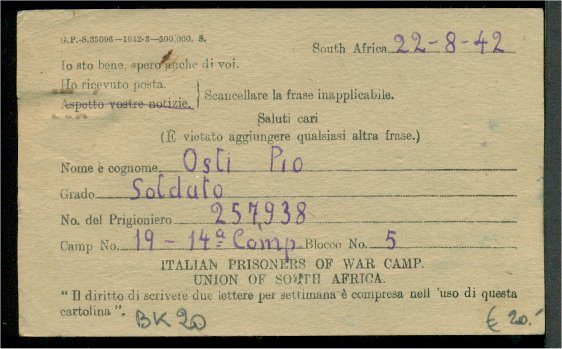 G.P.-S.35096—1942-3—500,000. S.
South Africa 22-8-42
Io sto bene, spero anche di voi.
Ho ricevuto posta.
Aspetto vostre notizie.
Scancellare la frase inapplicabile.
Saluti cari
(È vietato aggiungere qualsiasi altra frase.)
Nome e cognome Osti Pio
Grado Soldato
No. del Prigioniero 257938
Camp No. 19 - 14ª Comp Blocco No. 5
ITALIAN PRISONERS OF WAR CAMP.
UNION OF SOUTH AFRICA.
“ Il diritto di scrivere due lettere per settimana è compresa nell 'uso di questa
cartolina ”.
BK 20
€ 20.-